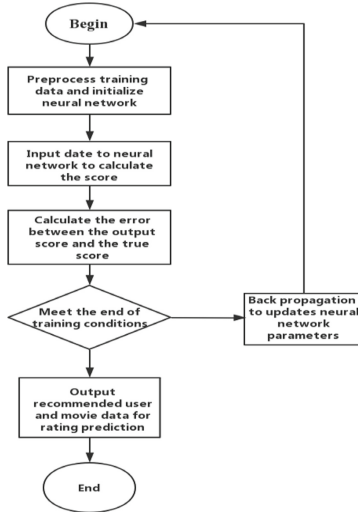 Begin
Preprocess training
data and initialize
neural network
Input date to neural
network to calculate
the score
Calculate the error
between the output
score and the true
score
Meet the end of
training conditions
Back propagation
to updates neural
network
parameters
Output
recommended user
and movie data for
rating prediction
End